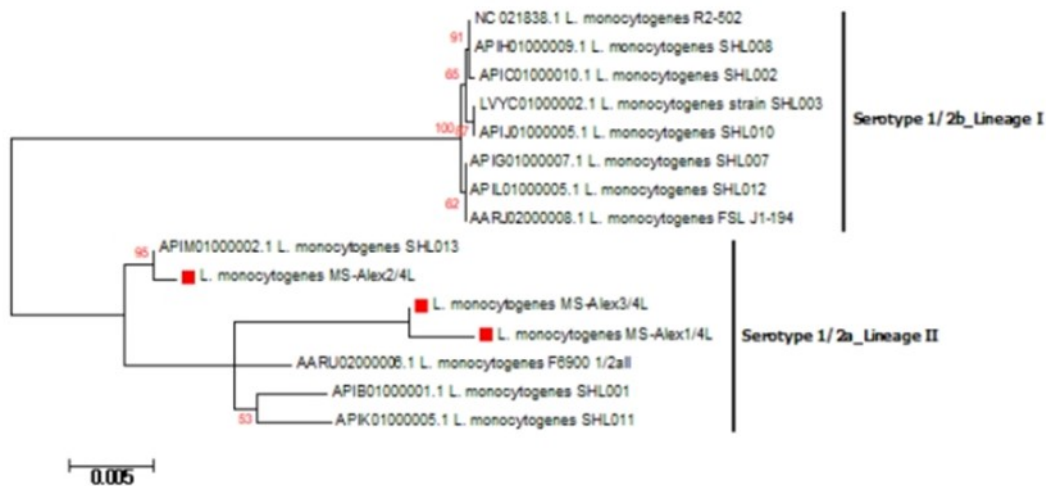 NC 021838.1 L. monocytogenes R2-502
91
APIH01000009.1 L. monocytogenes SHL008
65
APIC01000010.1 L. monocytogenes SHL002
LVYC01000002.1 L. monocytogenes strain SHL003
100
67
APIJ01000005.1 L. monocytogenes SHL010
Serotype 1/2b_Lineage I
APIG01000007.1 L. monocytogenes SHL007
APIL01000005.1 L. monocytogenes SHL012
62
AARJ02000008.1 L. monocytogenes FSL J1-194
95
APIM01000002.1 L. monocytogenes SHL013
L. monocytogenes MS-Alex2/4L
L. monocytogenes MS-Alex3/4L
L. monocytogenes MS-Alex1/4L
Serotype 1/2a_Lineage II
AARU02000006.1 L. monocytogenes F6900 1/2aII
APIB01000001.1 L. monocytogenes SHL001
53
APIK01000005.1 L. monocytogenes SHL011
0.005